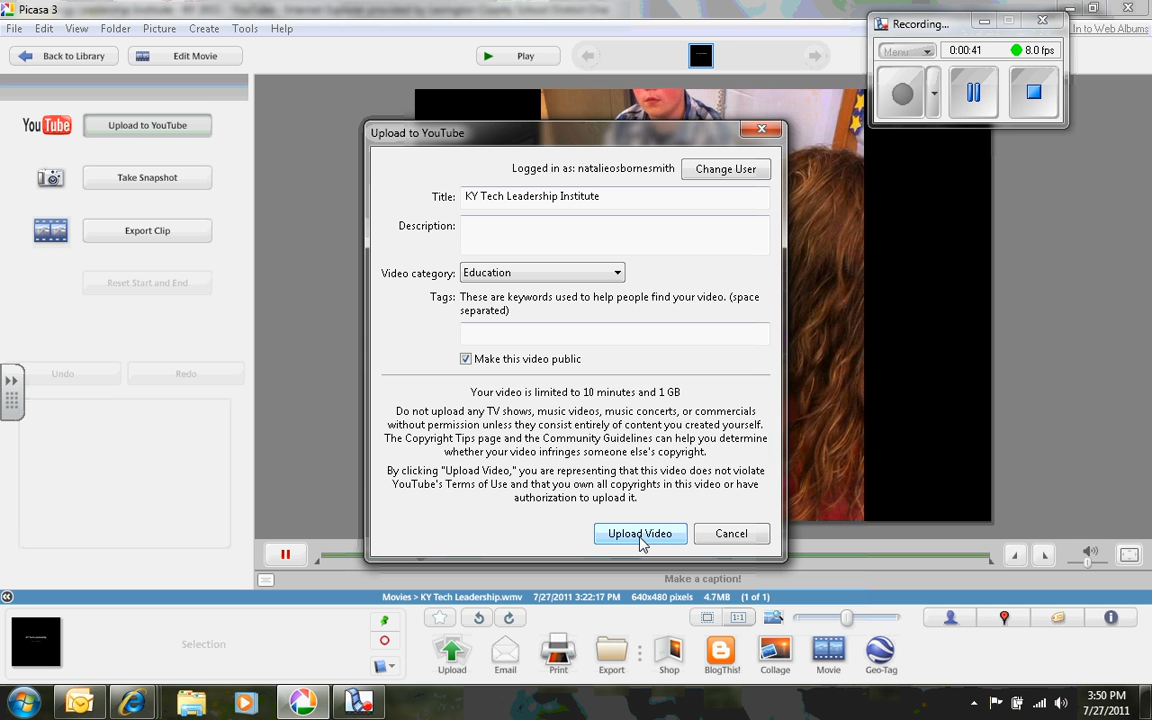 Picasa 3
File Edit View Folder Picture Create Tools Help
In to Web Albums
Recording...
Menu 0:00:41 8.0 fps
Back to Library Edit Movie Play
YouTube Upload to YouTube
Take Snapshot
Export Clip
Reset Start and End
Undo Redo
Upload to YouTube
Logged in as: natalieosbornesmith Change User
Title: KY Tech Leadership Institute
Description:
Video category: Education
Tags: These are keywords used to help people find your video. (space
separated)
Make this video public
Your video is limited to 10 minutes and 1 GB
Do not upload any TV shows, music videos, music concerts, or commercials
without permission unless they consist entirely of content you created yourself.
The Copyright Tips page and the Community Guidelines can help you determine
whether your video infringes someone else's copyright.
By clicking "Upload Video," you are representing that this video does not violate
YouTube's Terms of Use and that you own all copyrights in this video or have
authorization to upload it.
Upload Video Cancel
Make a caption!
Movies > KY Tech Leadership.wmv 7/27/2011 3:22:17 PM 640x480 pixels 4.7MB (1 of 1)
Selection
1:1
Upload Email Print Export Shop BlogThis! Collage Movie Geo-Tag
3:50 PM
7/27/2011